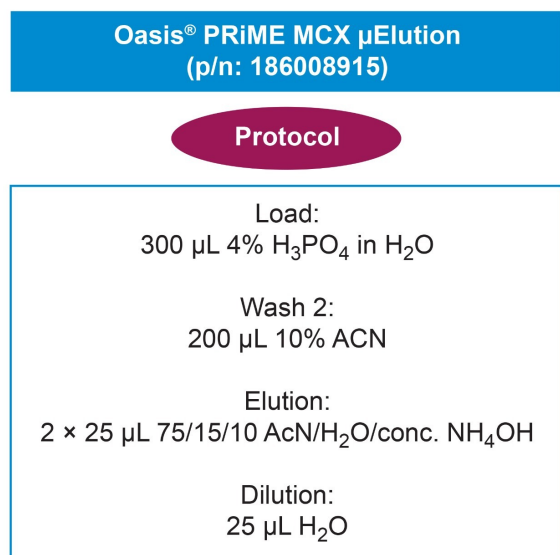 Oasis® PRiME MCX µElution
(p/n: 186008915)
Protocol
Load:
300 µL 4% H₃PO₄ in H₂O
Wash 2:
200 µL 10% ACN
Elution:
2 × 25 µL 75/15/10 AcN/H₂O/conc. NH₄OH
Dilution:
25 µL H₂O